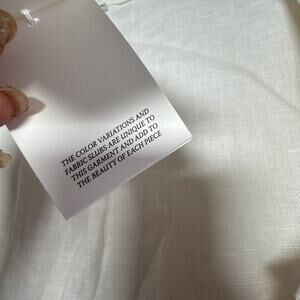 THE COLOR VARIATIONS AND
FABRIC SLUBS ARE UNIQUE TO
THIS GARMENT AND ADD TO
THE BEAUTY OF EACH PIECE